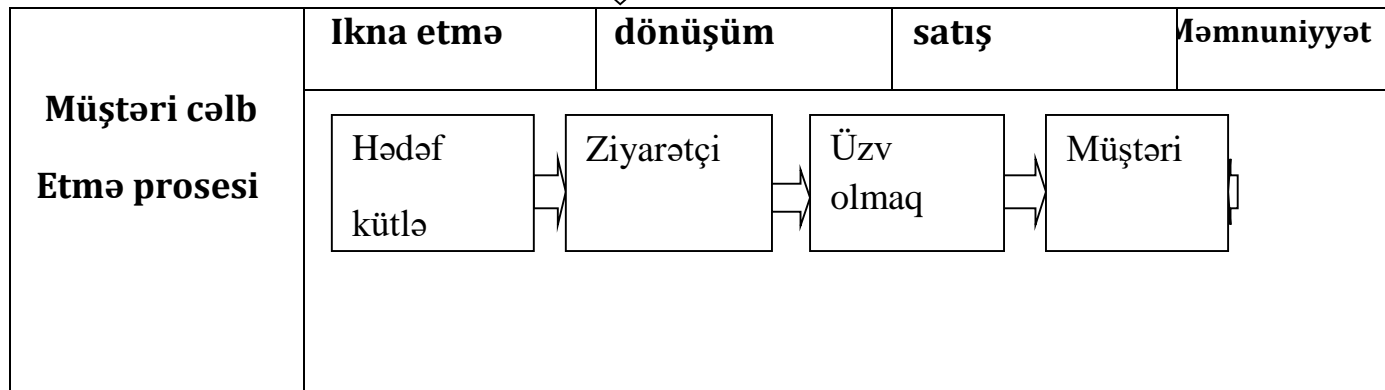 Ikna etmə
dönüşüm
satış
Məmnuniyyət
Müştəri cəlb
Etmə prosesi
Hədəf
kütlə
Ziyarətçi
Üzv
olmaq
Müştəri